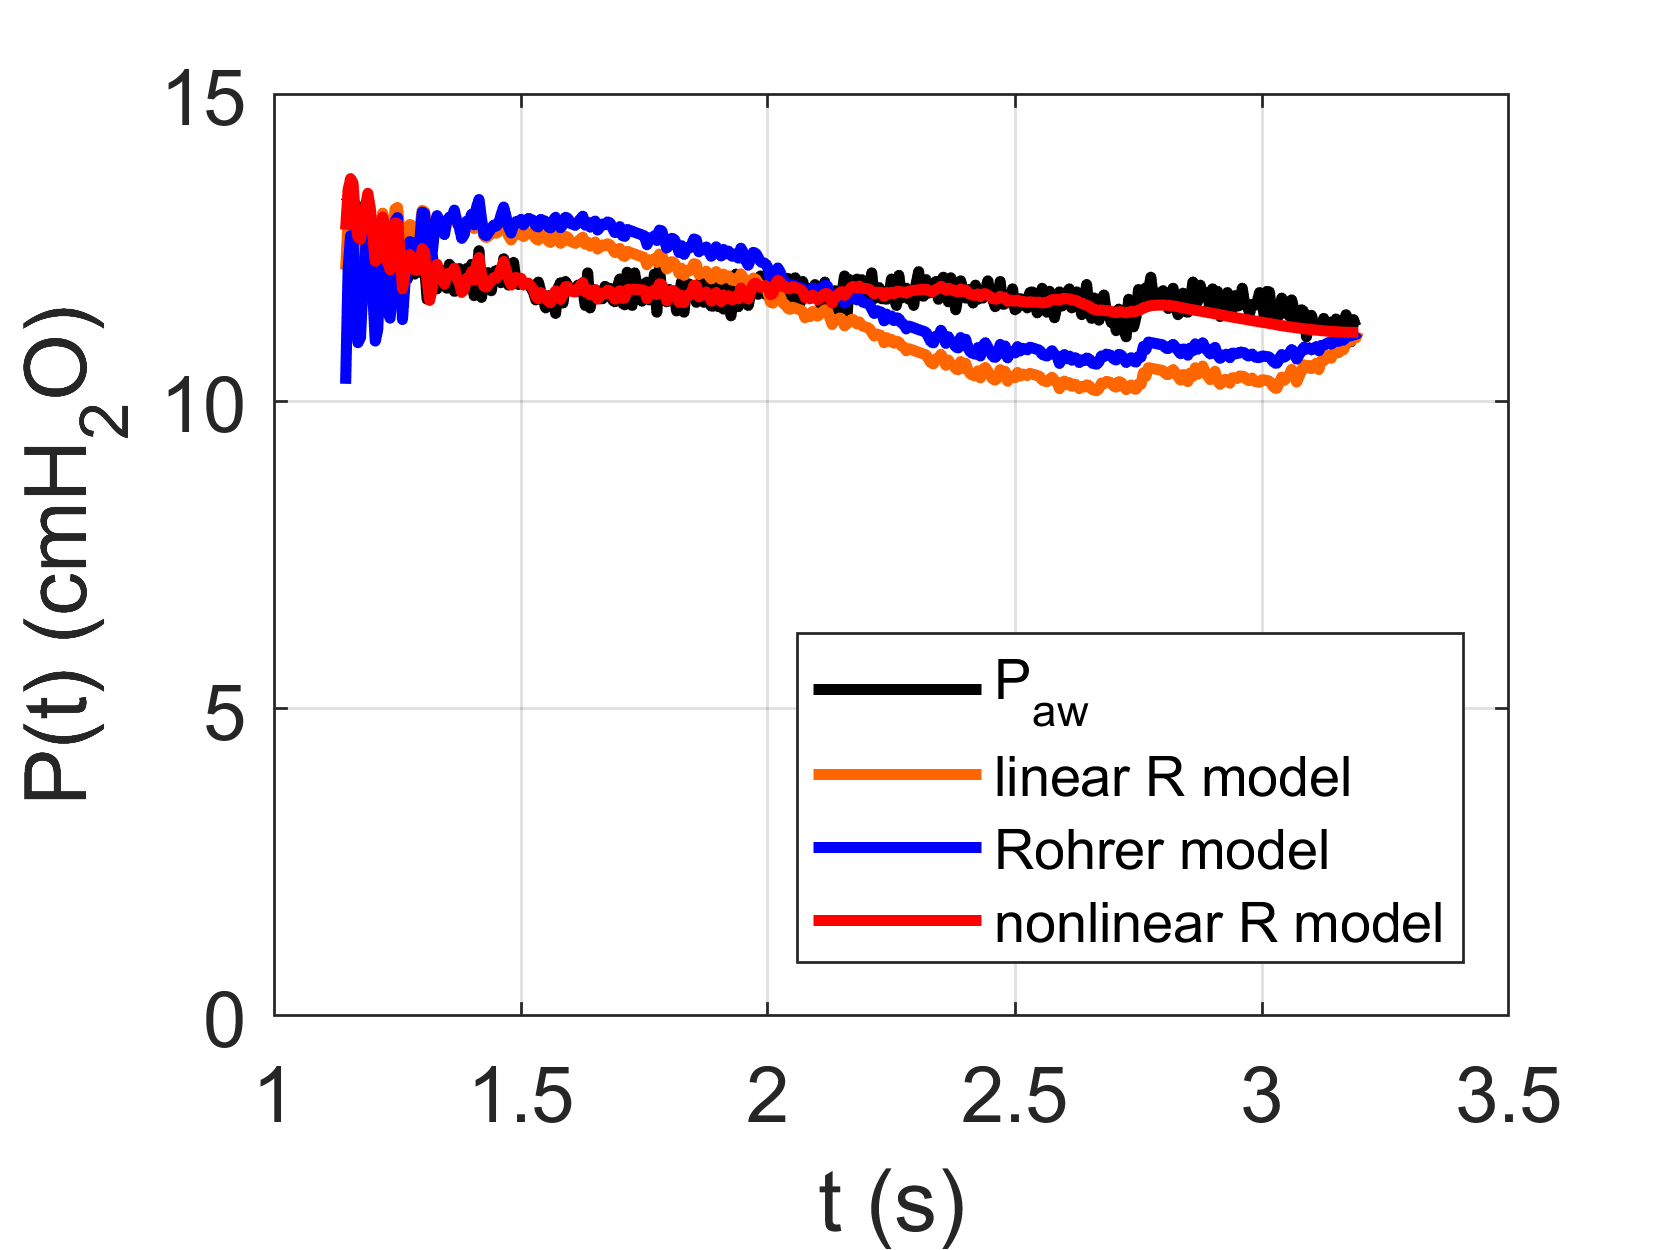 15
10
5
0
P(t) (cmH2O)
Paw
linear R model
Rohrer model
nonlinear R model
1 1.5 2 2.5 3 3.5
t (s)